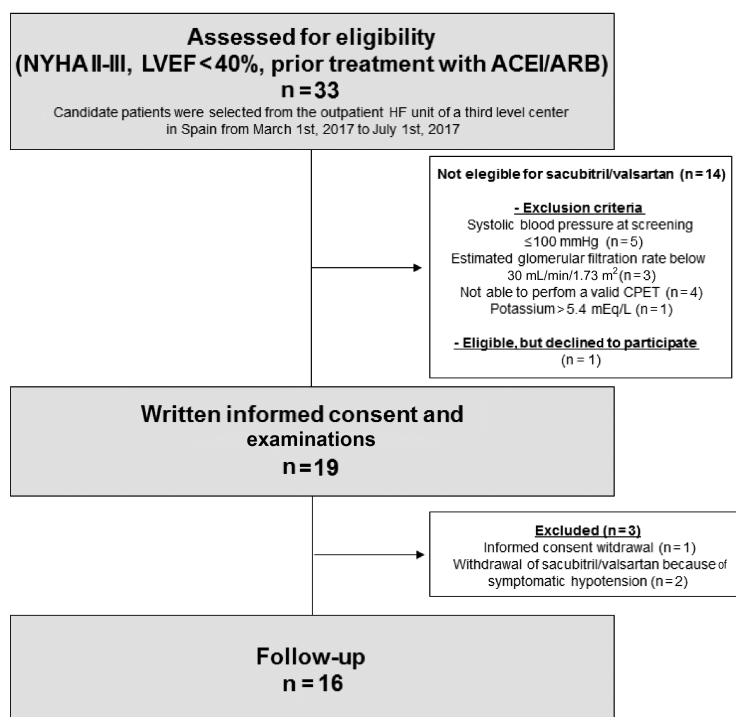 Assessed for eligibility
(NYHA II-III, LVEF < 40%, prior treatment with ACEI/ARB)
n = 33
Candidate patients were selected from the outpatient HF unit of a third level center
in Spain from March 1st, 2017 to July 1st, 2017
Not elegible for sacubitril/valsartan (n = 14)
- Exclusion criteria
Systolic blood pressure at screening
≤100 mmHg (n = 5)
Estimated glomerular filtration rate below
30 mL/min/1.73 m² (n = 3)
Not able to perfom a valid CPET (n = 4)
Potassium > 5.4 mEq/L (n = 1)
- Eligible, but declined to participate
(n = 1)
Written informed consent and
examinations
n = 19
Excluded (n = 3)
Informed consent witdrawal (n = 1)
Withdrawal of sacubitril/valsartan because of
symptomatic hypotension (n = 2)
Follow-up
n = 16